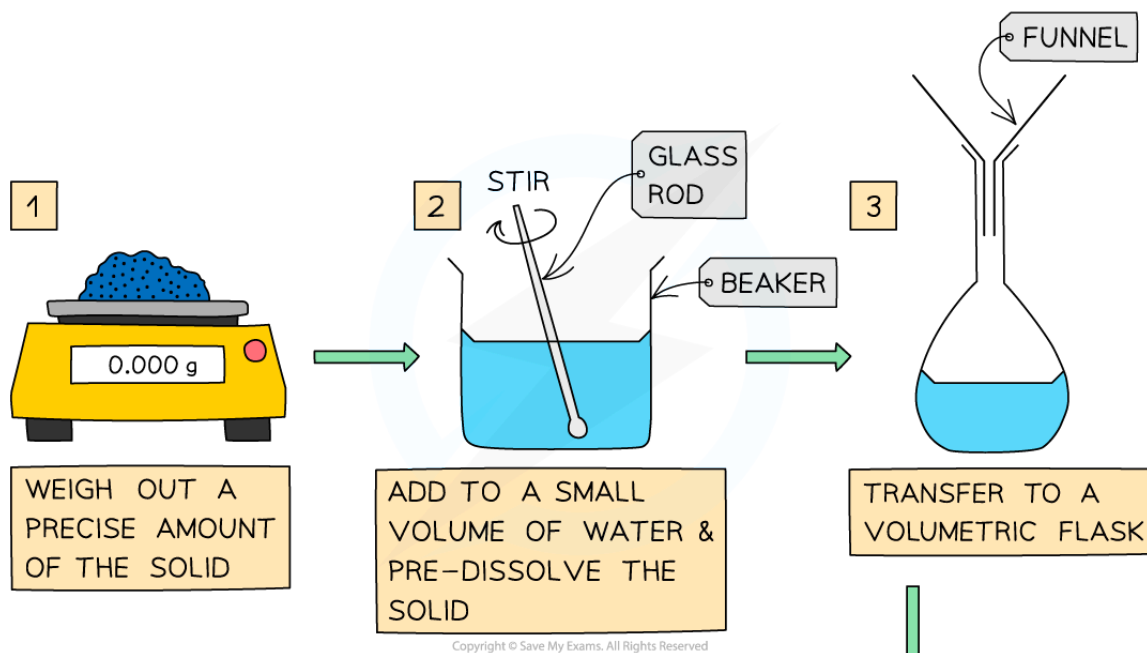 FUNNEL
1
2
STIR
GLASS
ROD
3
BEAKER
0.000 g
WEIGH OUT A
PRECISE AMOUNT
OF THE SOLID
ADD TO A SMALL
VOLUME OF WATER &
PRE-DISSOLVE THE
SOLID
TRANSFER TO A
VOLUMETRIC FLASK
Copyright © Save My Exams. All Rights Reserved